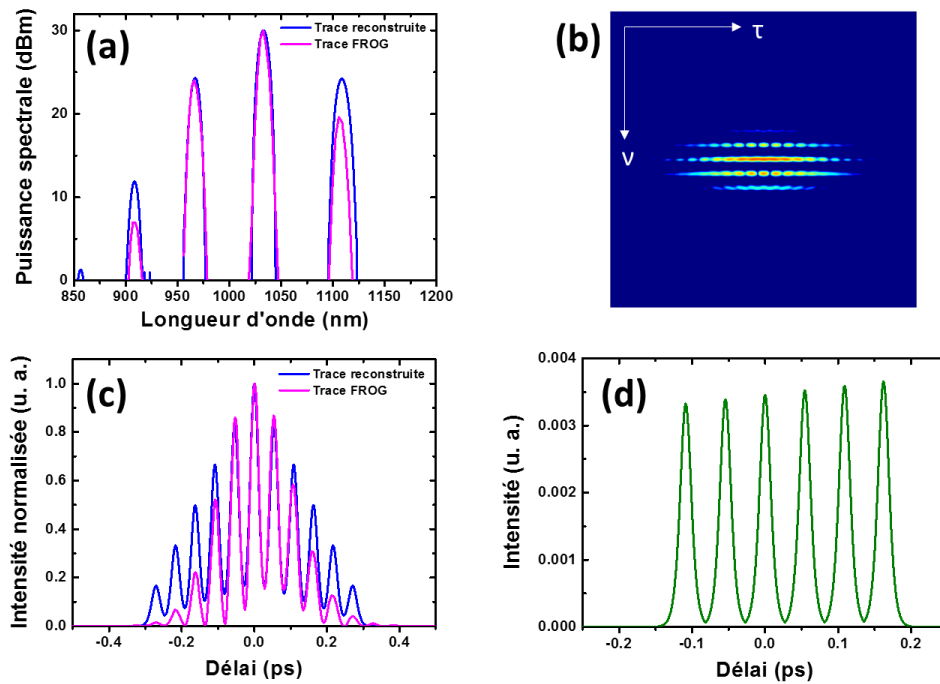 (a)
Trace reconstruite
Trace FROG
Puissance spectrale (dBm)
30
20
10
0
850 900 950 1000 1050 1100 1150 1200
Longueur d'onde (nm)
(b)
τ
ν
(c)
Trace reconstruite
Trace FROG
Intensité normalisée (u. a.)
1.0
0.8
0.6
0.4
0.2
0.0
-0.4 -0.2 0.0 0.2 0.4
Délai (ps)
(d)
Intensité (u. a.)
0.004
0.003
0.002
0.001
0.000
-0.2 -0.1 0.0 0.1 0.2
Délai (ps)